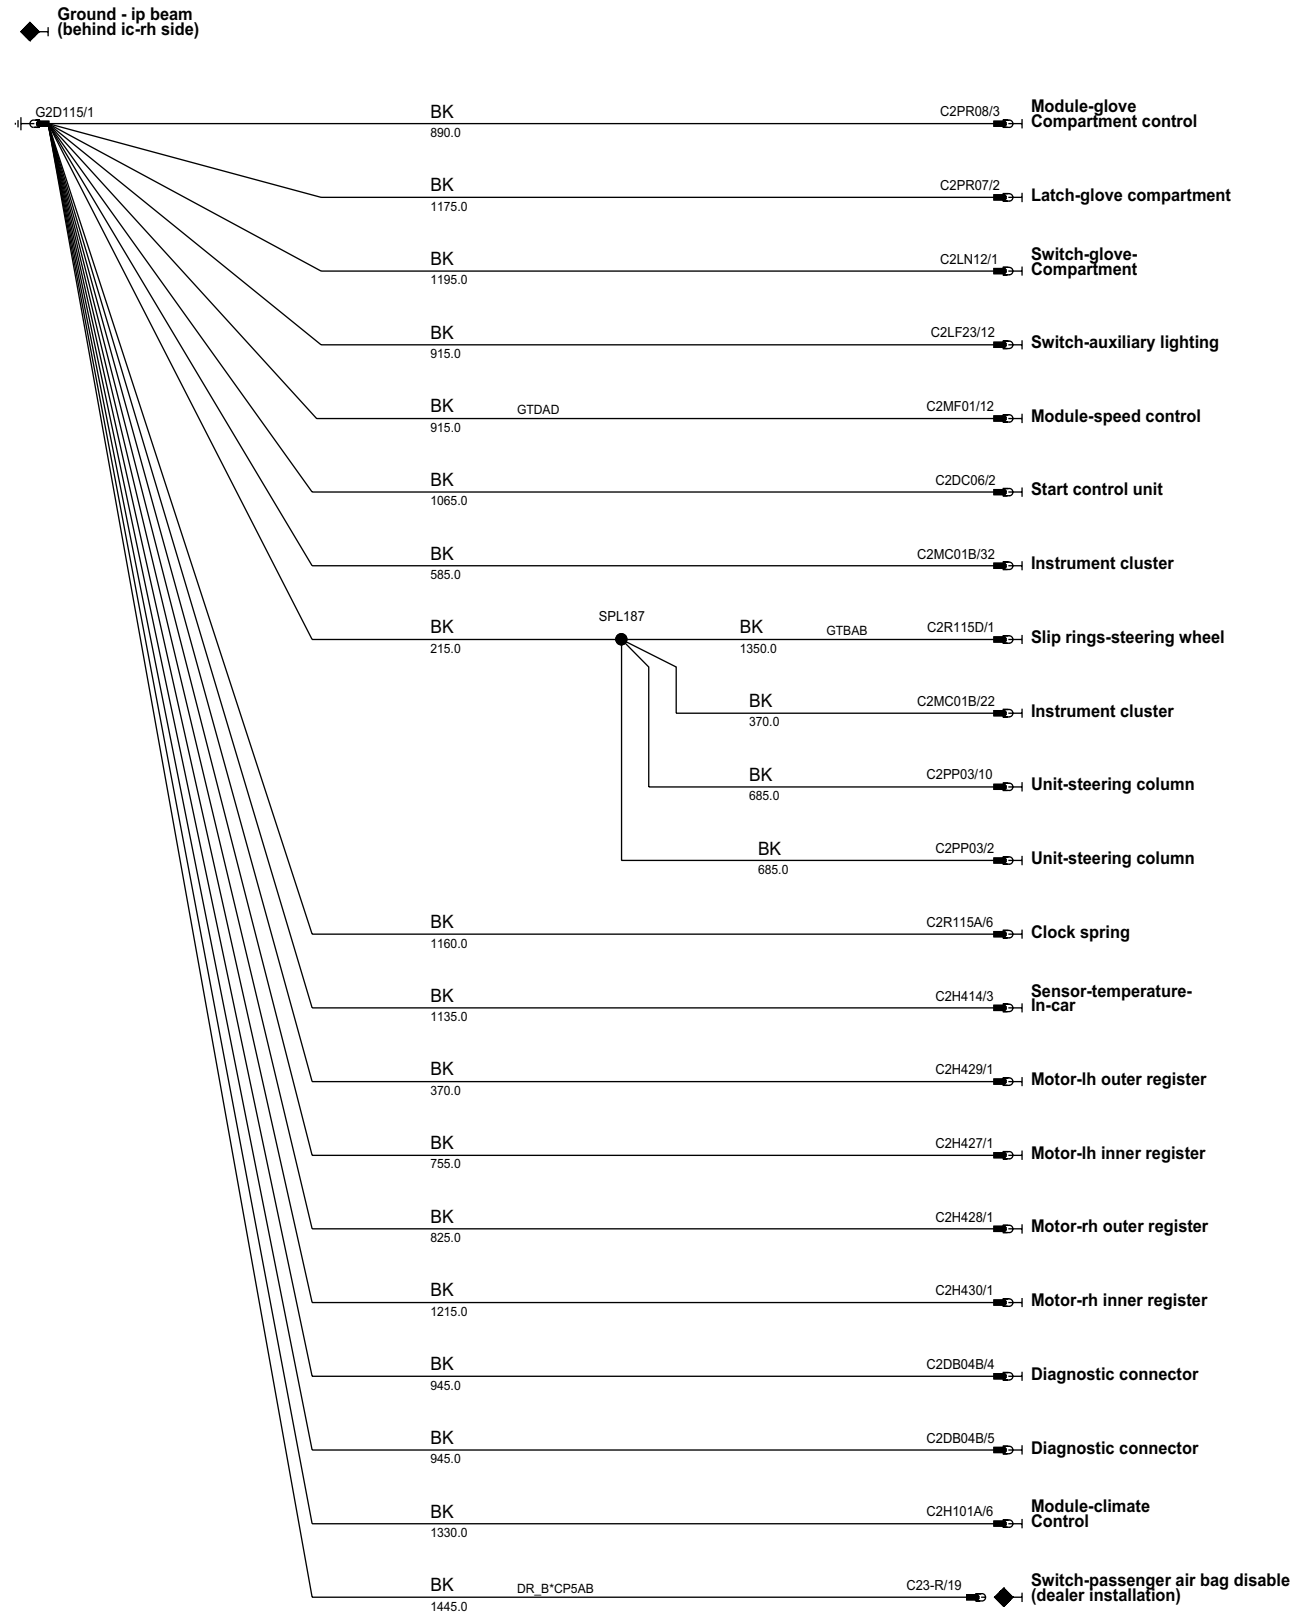 Ground - ip beam
(behind ic-rh side)
G2D115/1
BK
890.0
C2PR08/3
Module-glove
Compartment control
BK
1175.0
C2PR07/2
Latch-glove compartment
BK
1195.0
C2LN12/1
Switch-glove-
Compartment
BK
915.0
C2LF23/12
Switch-auxiliary lighting
BK
915.0
GTDAD
C2MF01/12
Module-speed control
BK
1065.0
C2DC06/2
Start control unit
BK
585.0
C2MC01B/32
Instrument cluster
BK
215.0
SPL187
BK
1350.0
GTBAB
C2R115D/1
Slip rings-steering wheel
BK
370.0
C2MC01B/22
Instrument cluster
BK
685.0
C2PP03/10
Unit-steering column
BK
685.0
C2PP03/2
Unit-steering column
BK
1160.0
C2R115A/6
Clock spring
BK
1135.0
C2H414/3
Sensor-temperature-
In-car
BK
370.0
C2H429/1
Motor-lh outer register
BK
755.0
C2H427/1
Motor-lh inner register
BK
825.0
C2H428/1
Motor-rh outer register
BK
1215.0
C2H430/1
Motor-rh inner register
BK
945.0
C2DB04B/4
Diagnostic connector
BK
945.0
C2DB04B/5
Diagnostic connector
BK
1330.0
C2H101A/6
Module-climate
Control
BK
1445.0
DR_B*CP5AB
C23-R/19
Switch-passenger air bag disable
(dealer installation)